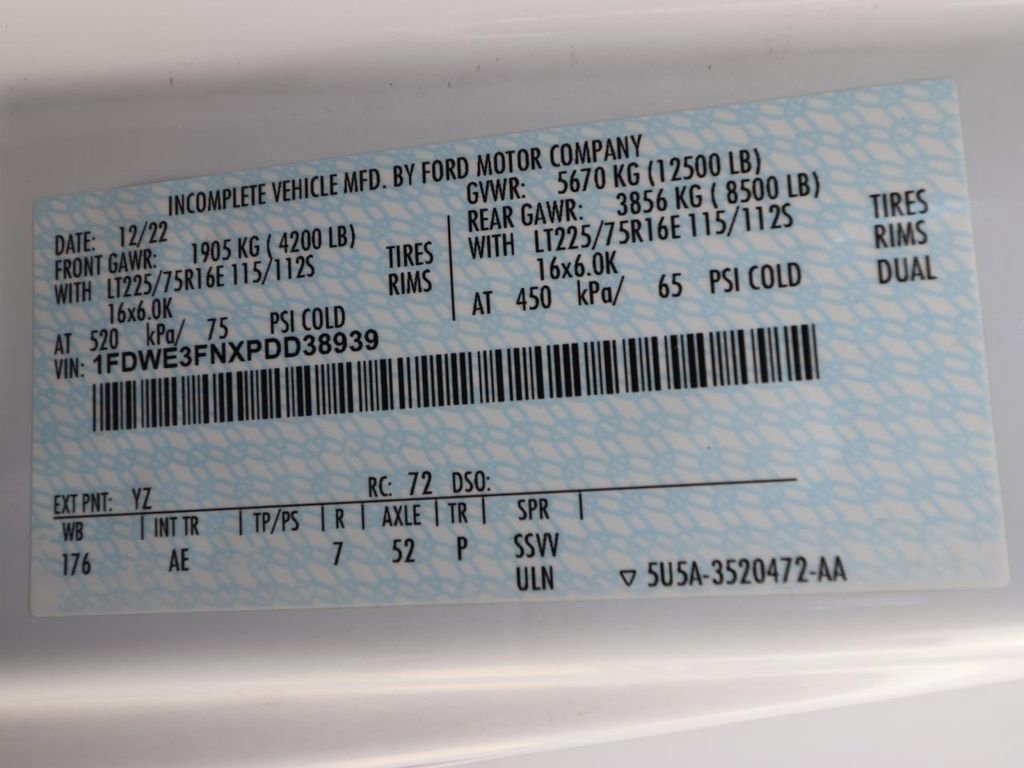 INCOMPLETE VEHICLE MFD. BY FORD MOTOR COMPANY
DATE: 12/22
FRONT GAWR: 1905 KG ( 4200 LB)
WITH LT225/75R16E 115/112S TIRES
16x6.0K RIMS
AT 520 kPa/ 75 PSI COLD
GVWR: 5670 KG (12500 LB)
REAR GAWR: 3856 KG ( 8500 LB)
WITH LT225/75R16E 115/112S TIRES
16x6.0K RIMS
AT 450 kPa/ 65 PSI COLD DUAL
VIN: 1FDWE3FNXPDD38939
EXT PNT: YZ RC: 72 DSO:
WB INT TR TP/PS R AXLE TR SPR
176 AE 7 52 P SSVV
ULN ▽ 5U5A-3520472-AA